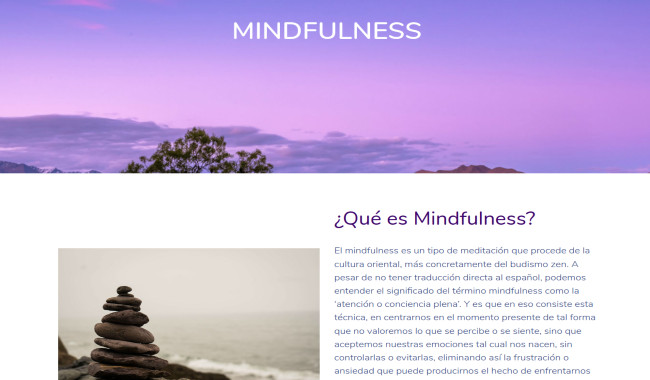 MINDFULNESS
¿Qué es Mindfulness?
El mindfulness es un tipo de meditación que procede de la
cultura oriental, más concretamente del budismo zen. A
pesar de no tener traducción directa al español, podemos
entender el significado del término mindfulness como la
‘atención o conciencia plena’. Y es que en eso consiste esta
técnica, en centrarnos en el momento presente de tal forma
que no valoremos lo que se percibe o se siente, sino que
aceptemos nuestras emociones tal cual nos nacen, sin
controlarlas o evitarlas, eliminando así la frustración o
ansiedad que puede producirnos el hecho de enfrentarnos